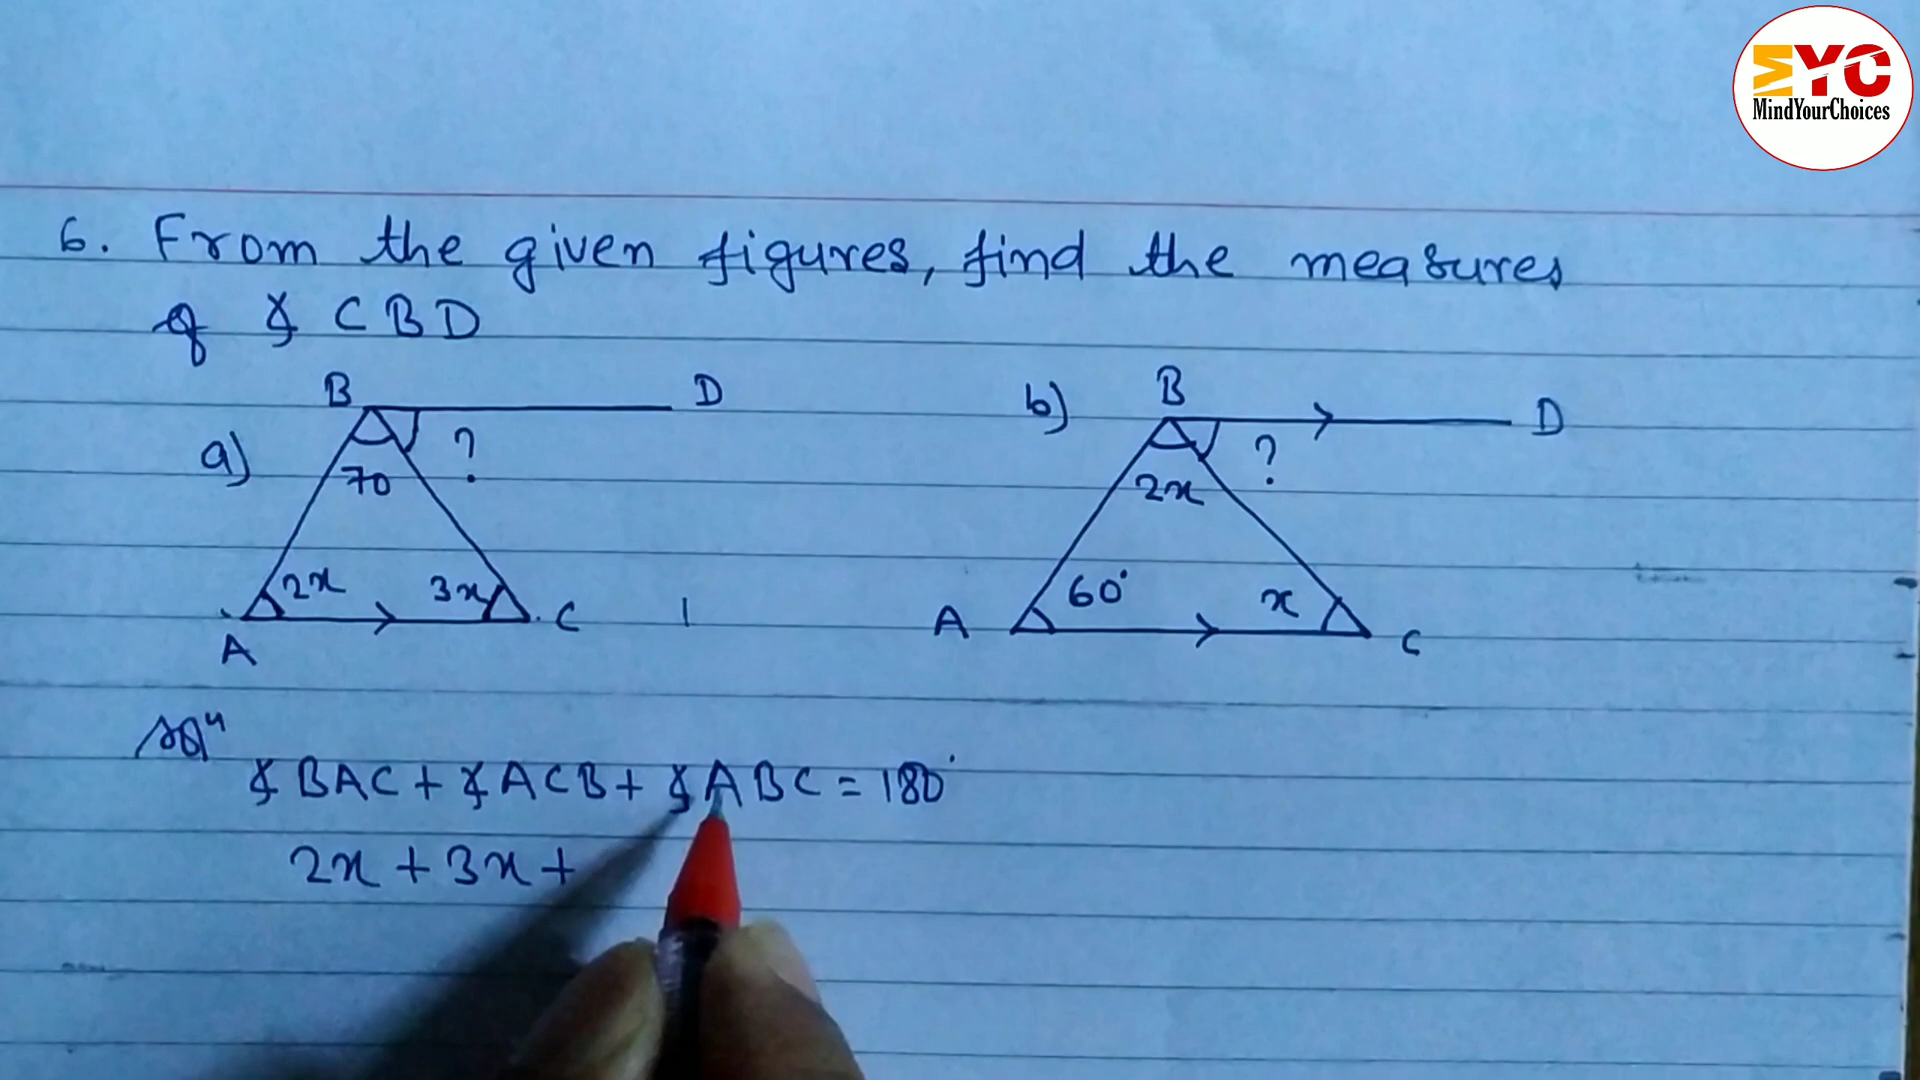 MYC
MindYourChoices
6. From the given figures, find the measures
of ∡ CBD
a)
B
D
70
?
2x
3x
A
C
b)
B
D
2x
?
60°
x
A
C
Solⁿ
∡BAC + ∡ACB + ∡ABC = 180°
2x + 3x +